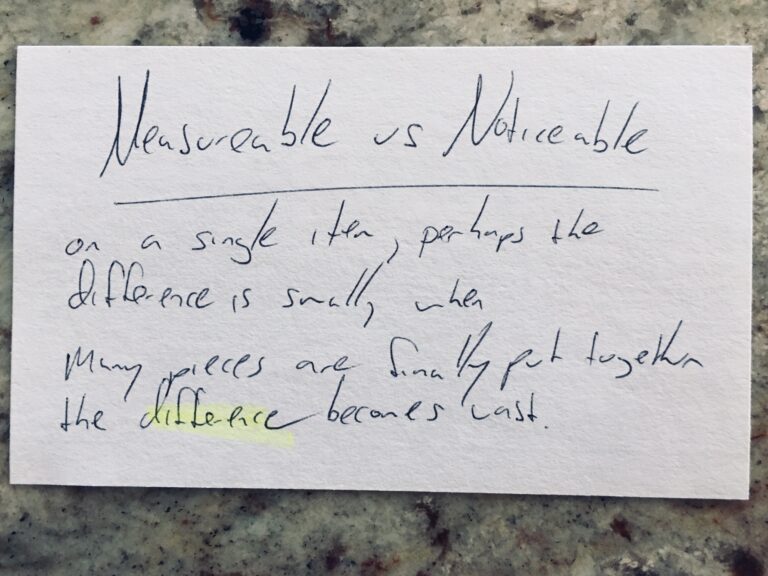 Measureable vs Noticeable
on a single item, perhaps the
difference is small, when
Many pieces are finally put together
the difference becomes vast.